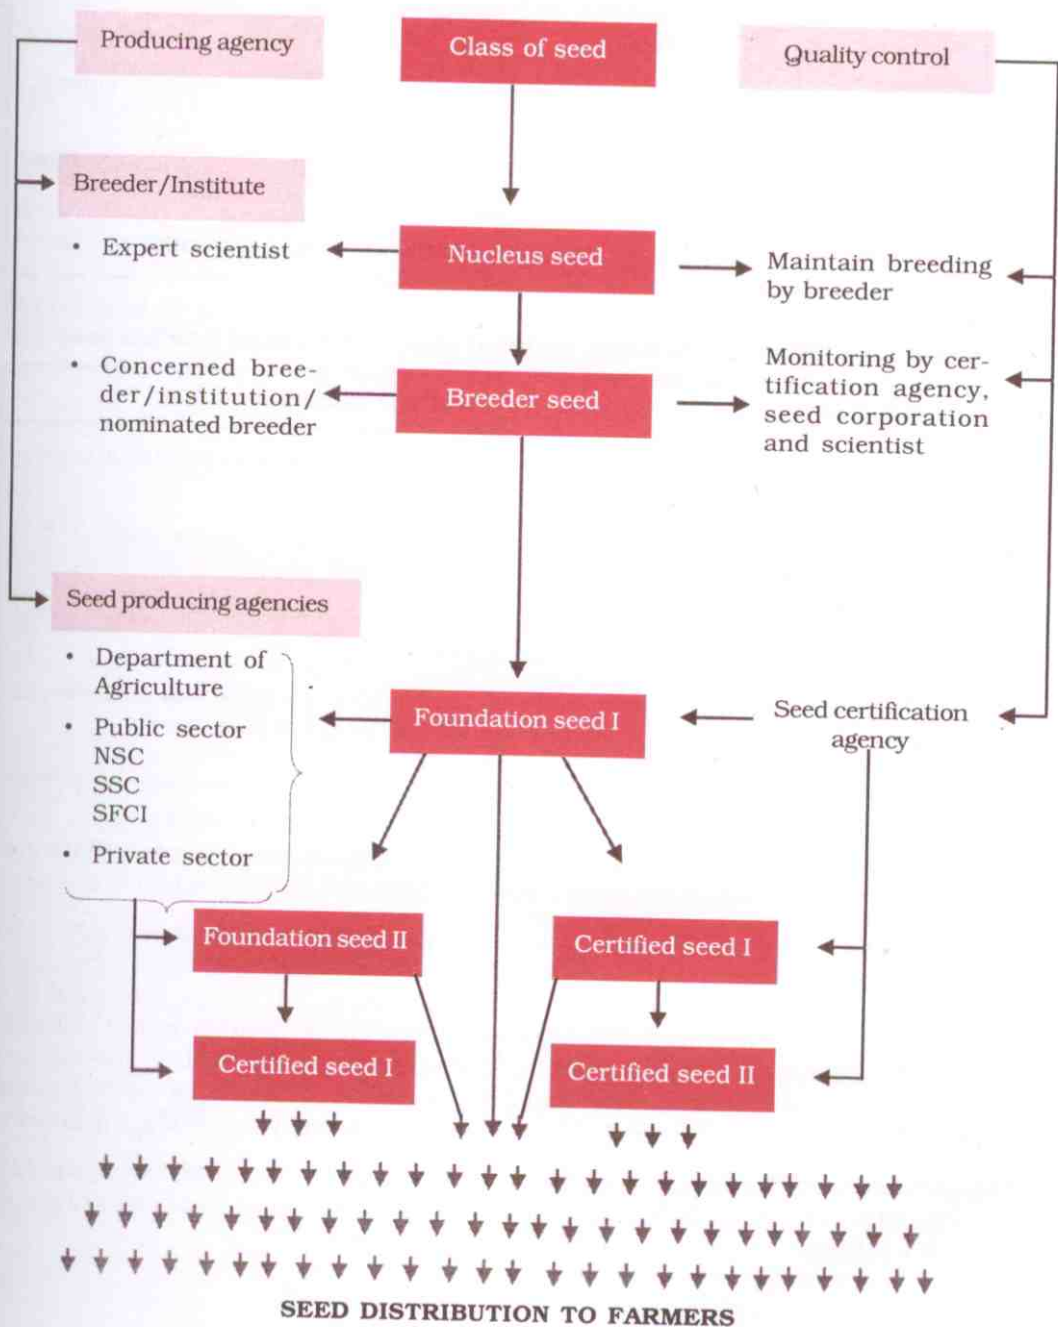 Producing agency
Class of seed
Quality control
Breeder/Institute
• Expert scientist
Nucleus seed
Maintain breeding
by breeder
• Concerned bree-
der/institution/
nominated breeder
Breeder seed
Monitoring by cer-
tification agency,
seed corporation
and scientist
Seed producing agencies
• Department of
Agriculture
• Public sector
NSC
SSC
SFCI
• Private sector
Foundation seed I
Seed certification
agency
Foundation seed II
Certified seed I
Certified seed I
Certified seed II
SEED DISTRIBUTION TO FARMERS